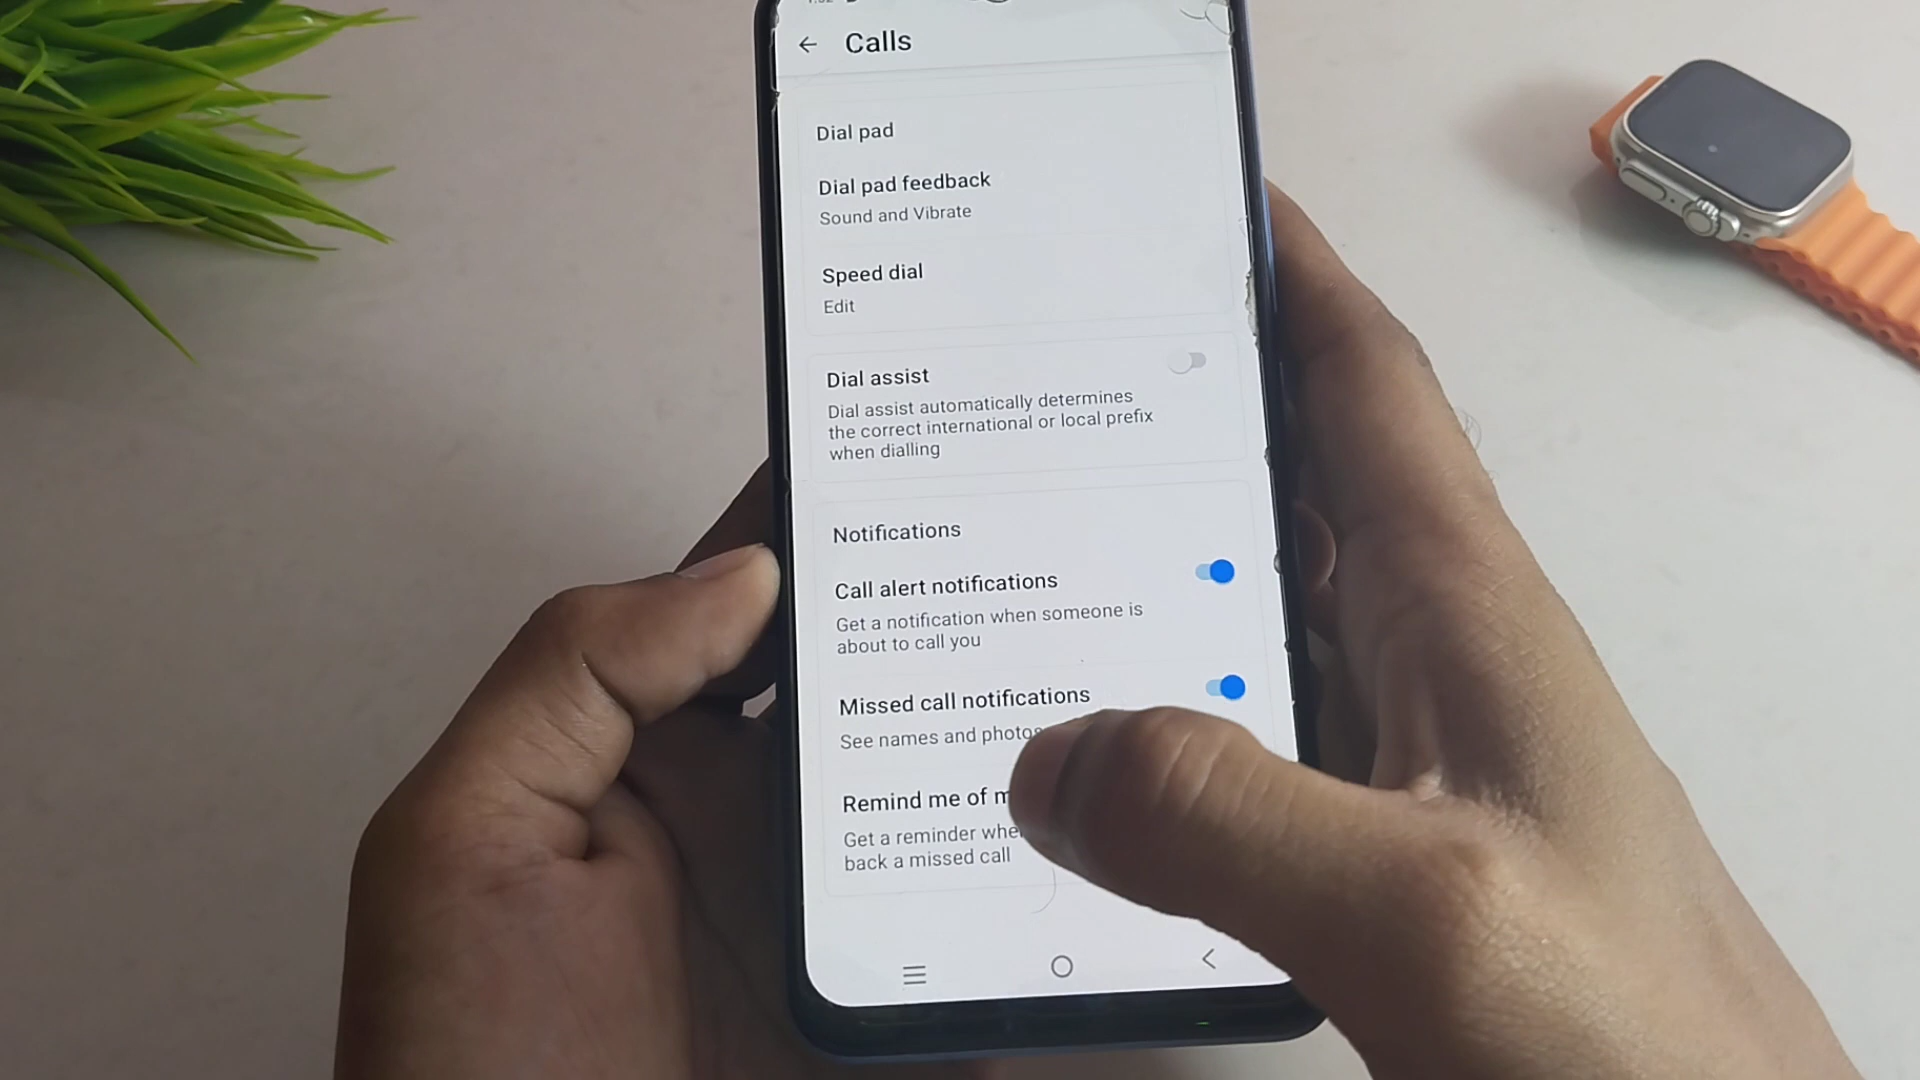 Calls
Dial pad
Dial pad feedback
Sound and Vibrate
Speed dial
Edit
Dial assist
Dial assist automatically determines
the correct international or local prefix
when dialling
Notifications
Call alert notifications
Get a notification when someone is
about to call you
Missed call notifications
See names and photos
Remind me of
Get a reminder
back a missed call